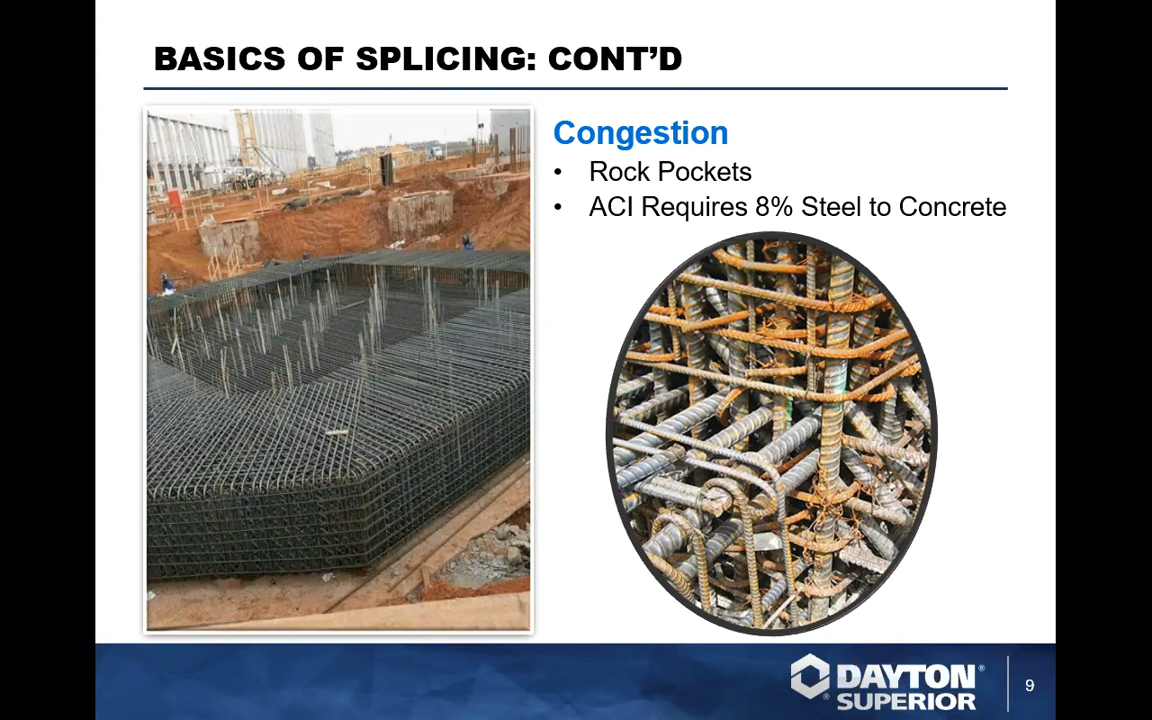 BASICS OF SPLICING: CONT’D
Congestion
• Rock Pockets
• ACI Requires 8% Steel to Concrete
DAYTON®
®SUPERIOR
9